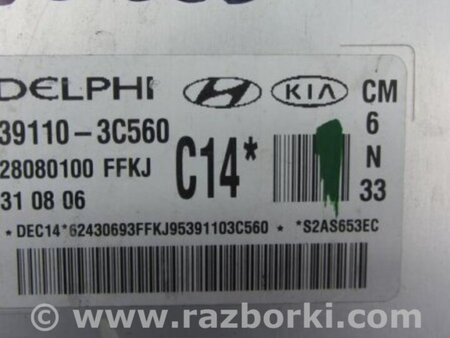 DELPHI KIA CM
39110-3C560 6
28080100 FFKJ C14* N
31 08 06 33
*DEC14*62430693FFKJ95391103C560 *S2AS653EC
www.razborki.com